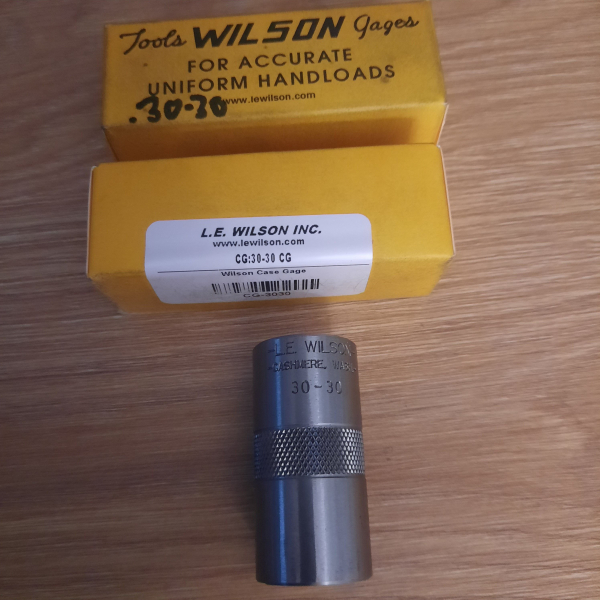 Tools WILSON Gages
FOR ACCURATE
UNIFORM HANDLOADS
www.lewilson.com
.30-30
L.E. WILSON INC.
www.lewilson.com
CG:30-30 CG
Wilson Case Gage
CG-3030
L.E. WILSON
CASHMERE,
30-30